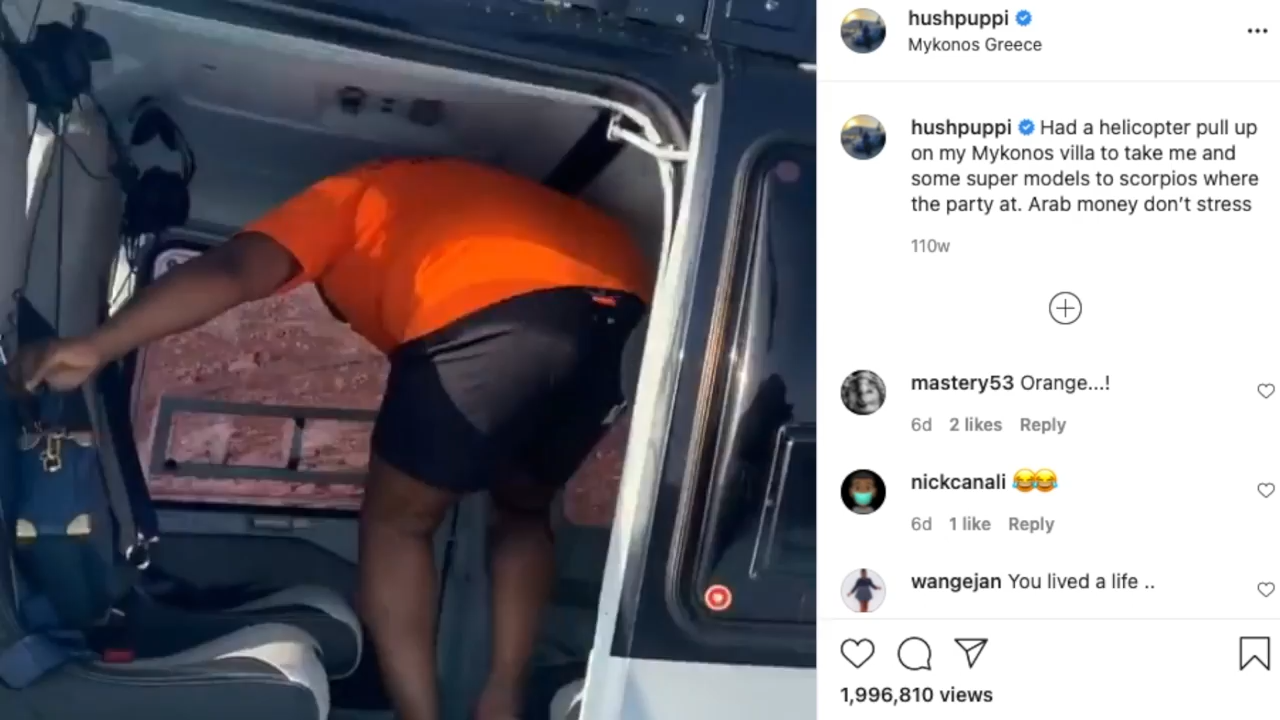 hushpuppi
Mykonos Greece
hushpuppi Had a helicopter pull up
on my Mykonos villa to take me and
some super models to scorpios where
the party at. Arab money don’t stress
110w
mastery53 Orange...!
6d 2 likes Reply
nickcanali 😂😂
6d 1 like Reply
wangejan You lived a life ..
1,996,810 views